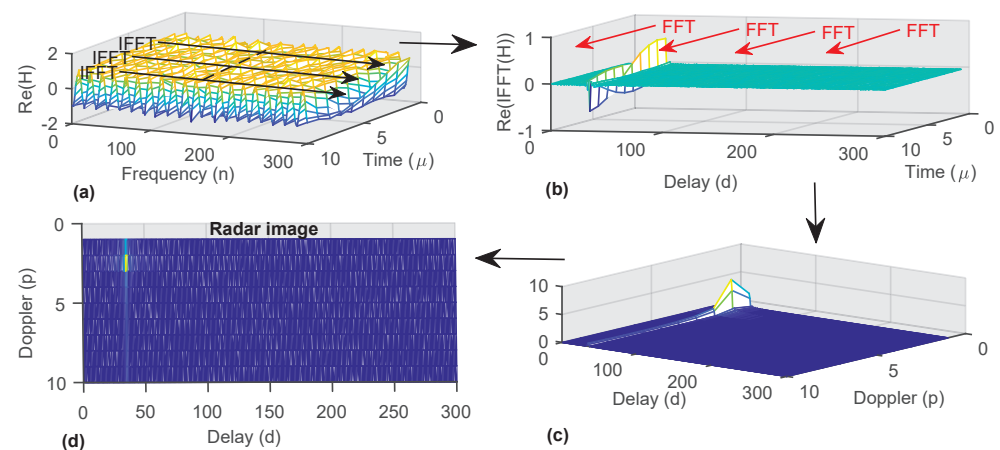 2
0
-2
Re(H)
IFFT
IFFT
IFFT
0
100
200
300
Frequency (n)
10
5
0
Time (μ)
(a)
1
0
-1
Re(IFFT(H))
FFT
FFT
FFT
FFT
FFT
0
100
200
300
Delay (d)
10
5
0
Time (μ)
(b)
Radar image
0
5
10
Doppler (p)
0
50
100
150
200
250
300
Delay (d)
(d)
10
5
0
0
100
200
300
Delay (d)
10
5
0
Doppler (p)
(c)